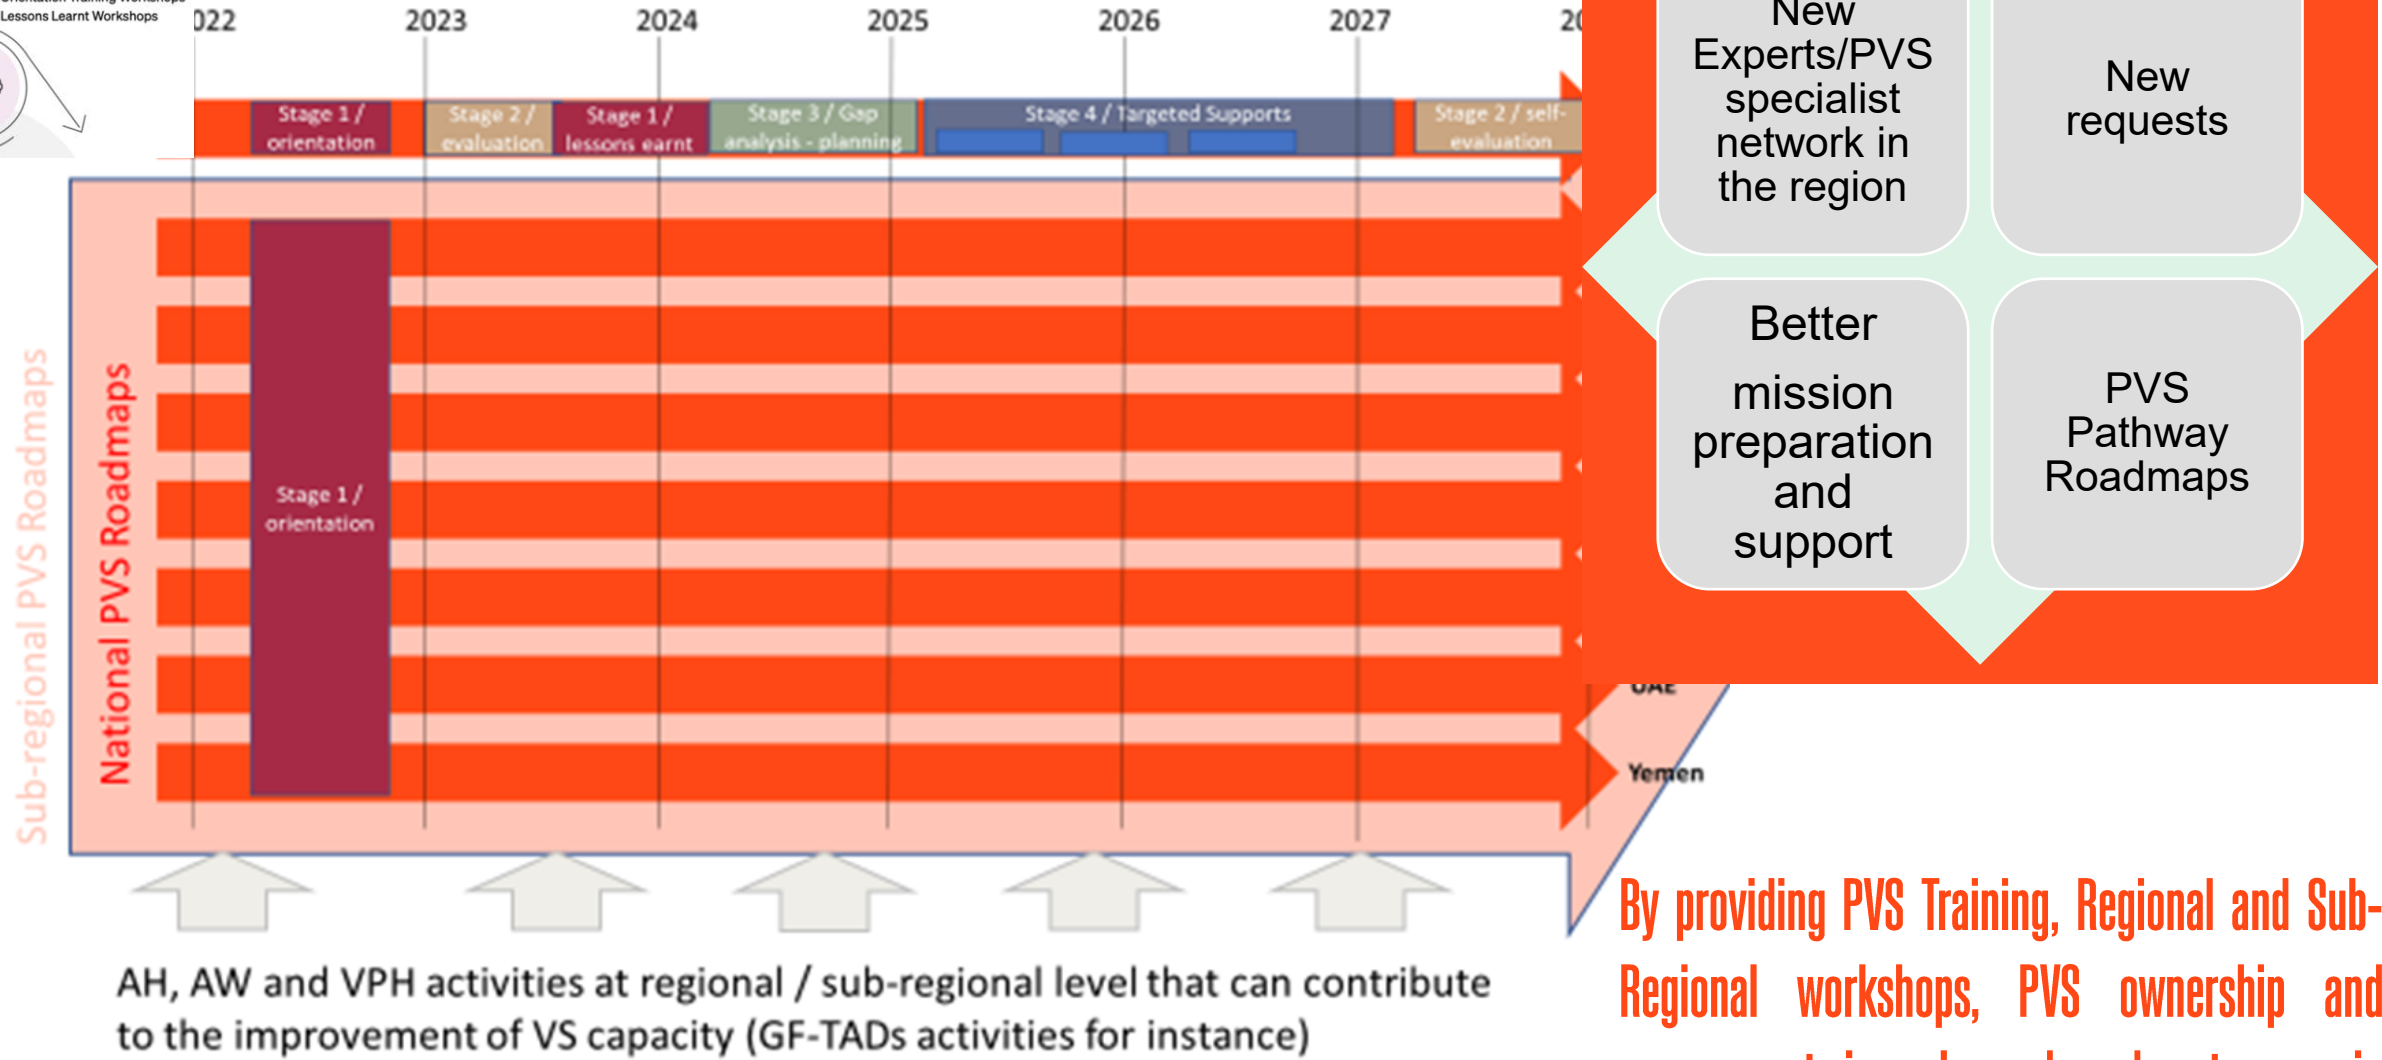 Lessons Learnt Workshops
022 2023 2024 2025 2026 2027 20
Stage 1 /
orientation
Stage 2 /
evaluation
Stage 1 /
lessons earnt
Stage 3 / Gap
analysis - planning
Stage 4 / Targeted Supports
Stage 2 / self-
evaluation
Sub-regional PVS Roadmaps
National PVS Roadmaps
Stage 1 /
orientation
UAE
Yemen
AH, AW and VPH activities at regional / sub-regional level that can contribute
to the improvement of VS capacity (GF-TADs activities for instance)
New
Experts/PVS
specialist
network in
the region
New
requests
Better
mission
preparation
and
support
PVS
Pathway
Roadmaps
By providing PVS Training, Regional and Sub-
Regional workshops, PVS ownership and